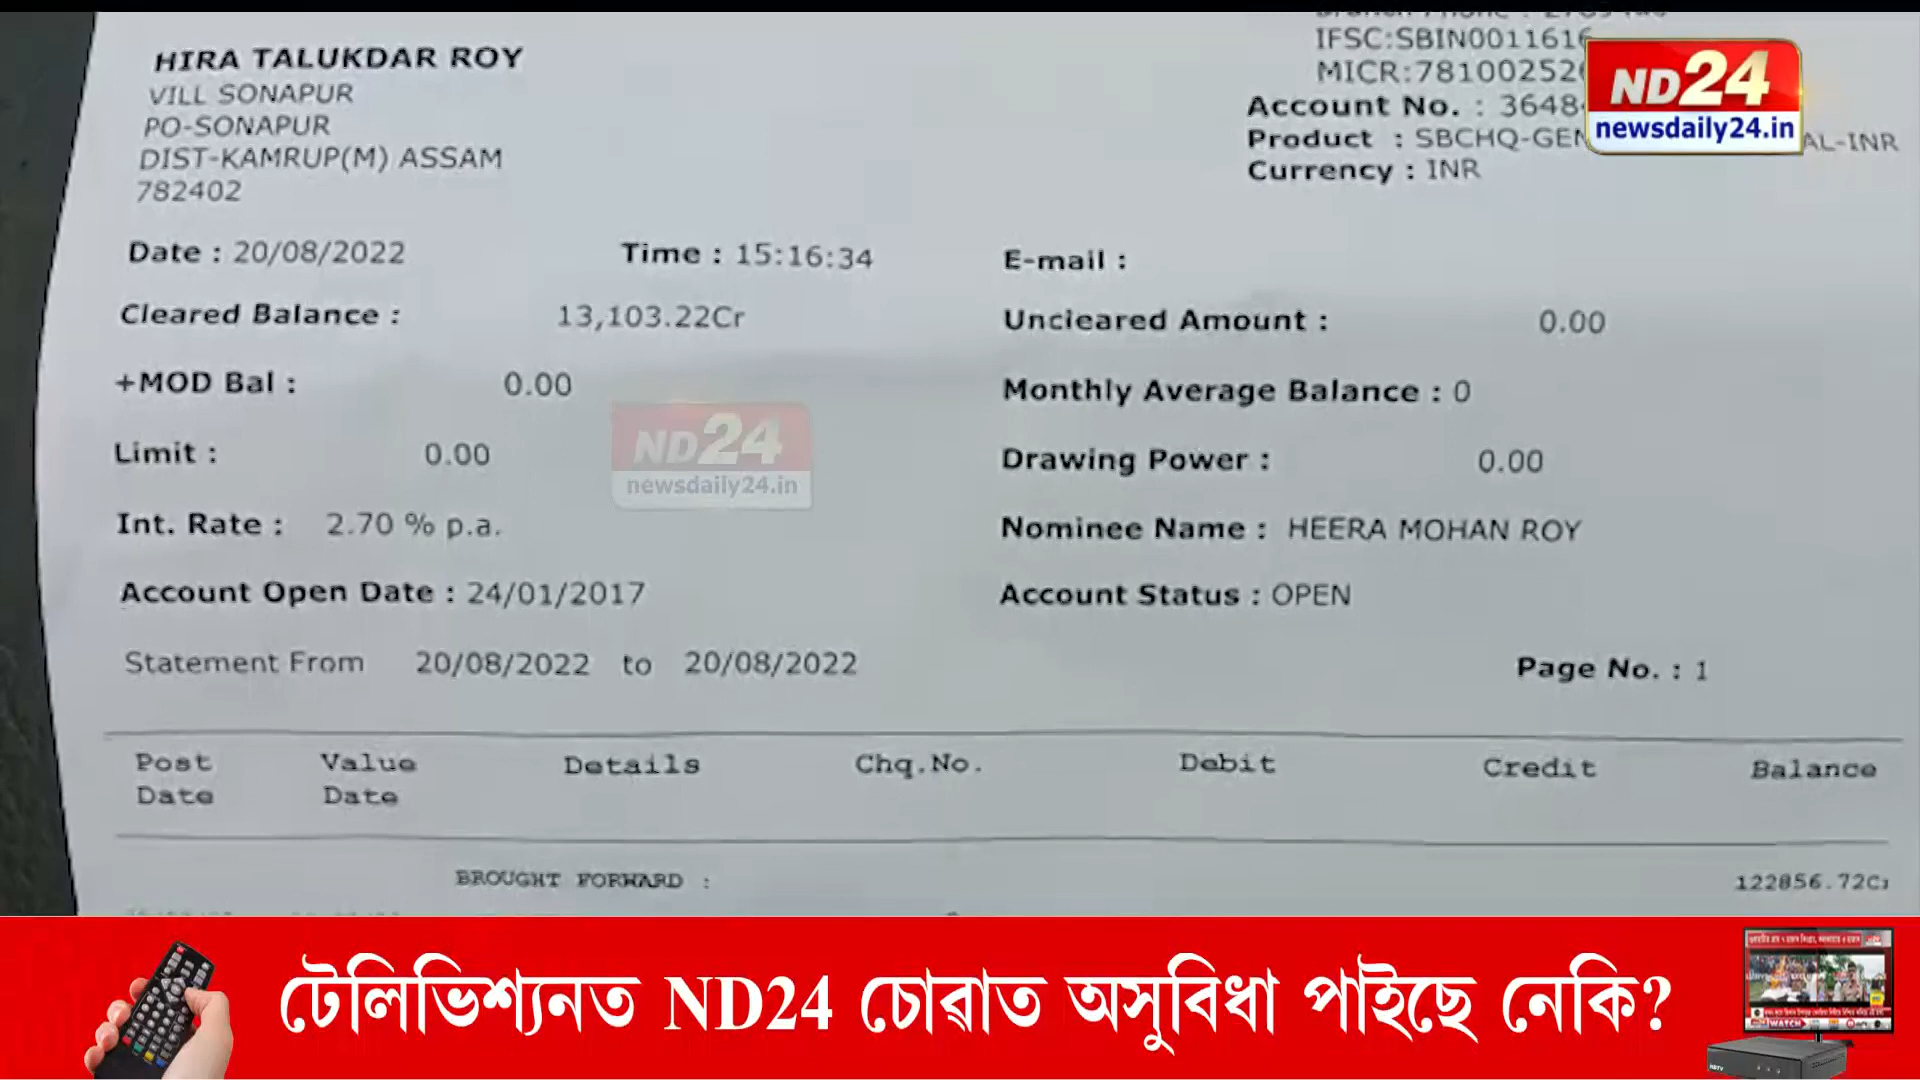 HIRA TALUKDAR ROY
VILL SONAPUR
PO-SONAPUR
DIST-KAMRUP(M) ASSAM
782402
IFSC:SBIN0011616
MICR:78100252
Account No. : 3648
Product : SBCHQ-GEN AL-INR
Currency : INR
ND24
newsdaily24.in
Date : 20/08/2022 Time : 15:16:34 E-mail :
Cleared Balance : 13,103.22Cr Uncleared Amount : 0.00
+MOD Bal : 0.00 Monthly Average Balance : 0
Limit : 0.00 Drawing Power : 0.00
ND24
newsdaily24.in
Int. Rate : 2.70 % p.a. Nominee Name : HEERA MOHAN ROY
Account Open Date : 24/01/2017 Account Status : OPEN
Statement From 20/08/2022 to 20/08/2022 Page No. : 1
Post Date Value Date Details Chq.No. Debit Credit Balance
BROUGHT FORWARD : 122856.72Cr
টেলিভিশ্যনত ND24 চোৱাত অসুবিধা পাইছে নেকি?
WATCH